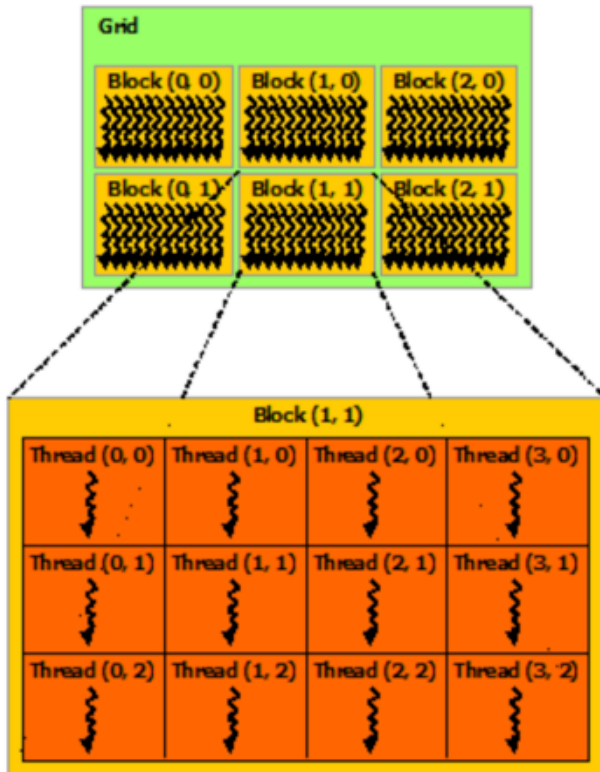 Grid
Block (0, 0) Block (1, 0) Block (2, 0)
Block (0, 1) Block (1, 1) Block (2, 1)
Block (1, 1)
Thread (0, 0) Thread (1, 0) Thread (2, 0) Thread (3, 0)
Thread (0, 1) Thread (1, 1) Thread (2, 1) Thread (3, 1)
Thread (0, 2) Thread (1, 2) Thread (2, 2) Thread (3, 2)